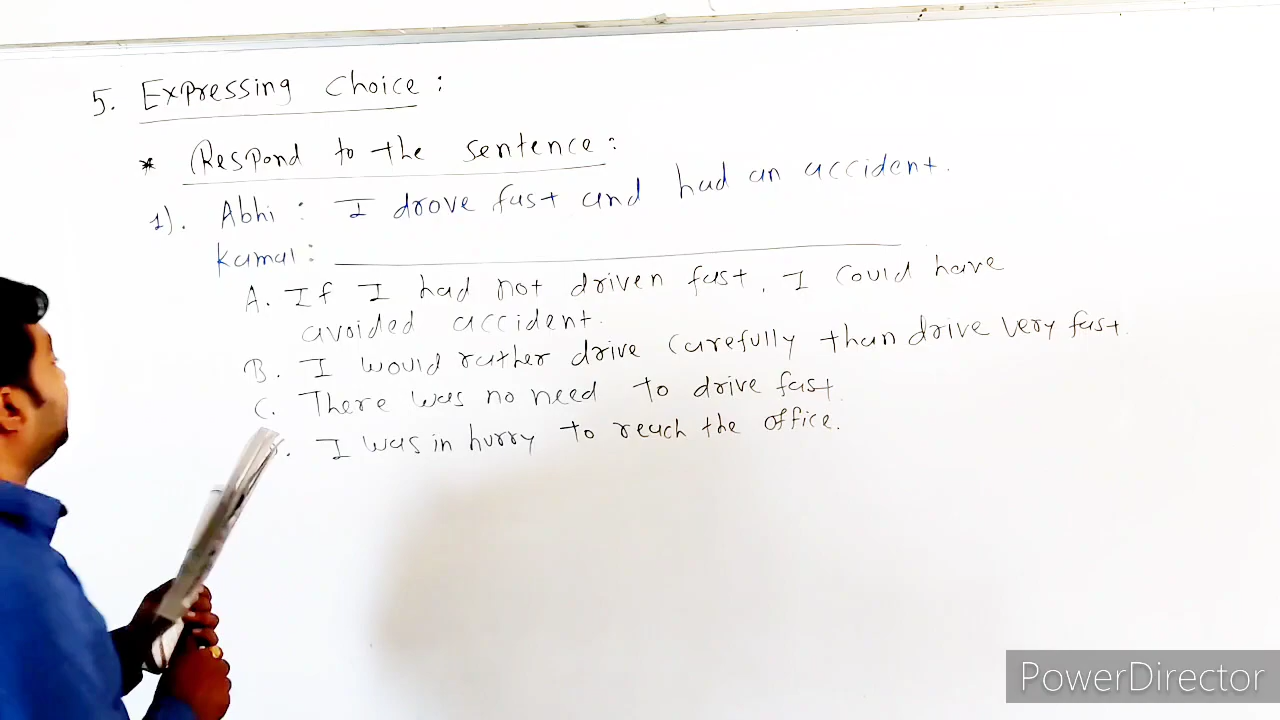 5. Expressing choice :
* Respond to the sentence :
1). Abhi : I drove fast and had an accident.
Kamal :
A. If I had not driven fast, I could have
avoided accident.
B. I would rather drive carefully than drive very fast.
C. There was no need to drive fast.
I was in hurry to reach the office.
PowerDirector